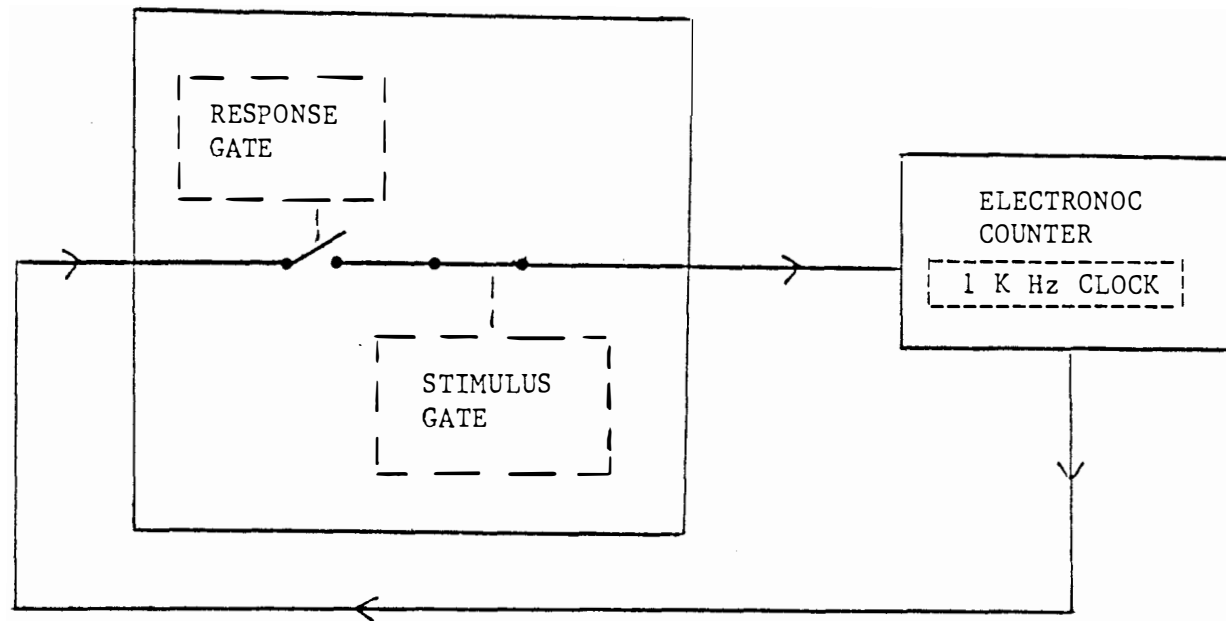 RESPONSE
GATE
ELECTRONOC
COUNTER
1 K Hz CLOCK
STIMULUS
GATE